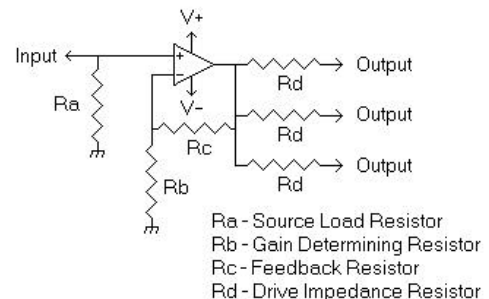 V+
Input
+
Rd
Output
-
V-
Ra
Output
Rc
Rd
Rb
Output
Rd
Ra - Source Load Resistor
Rb - Gain Determining Resistor
Rc - Feedback Resistor
Rd - Drive Impedance Resistor